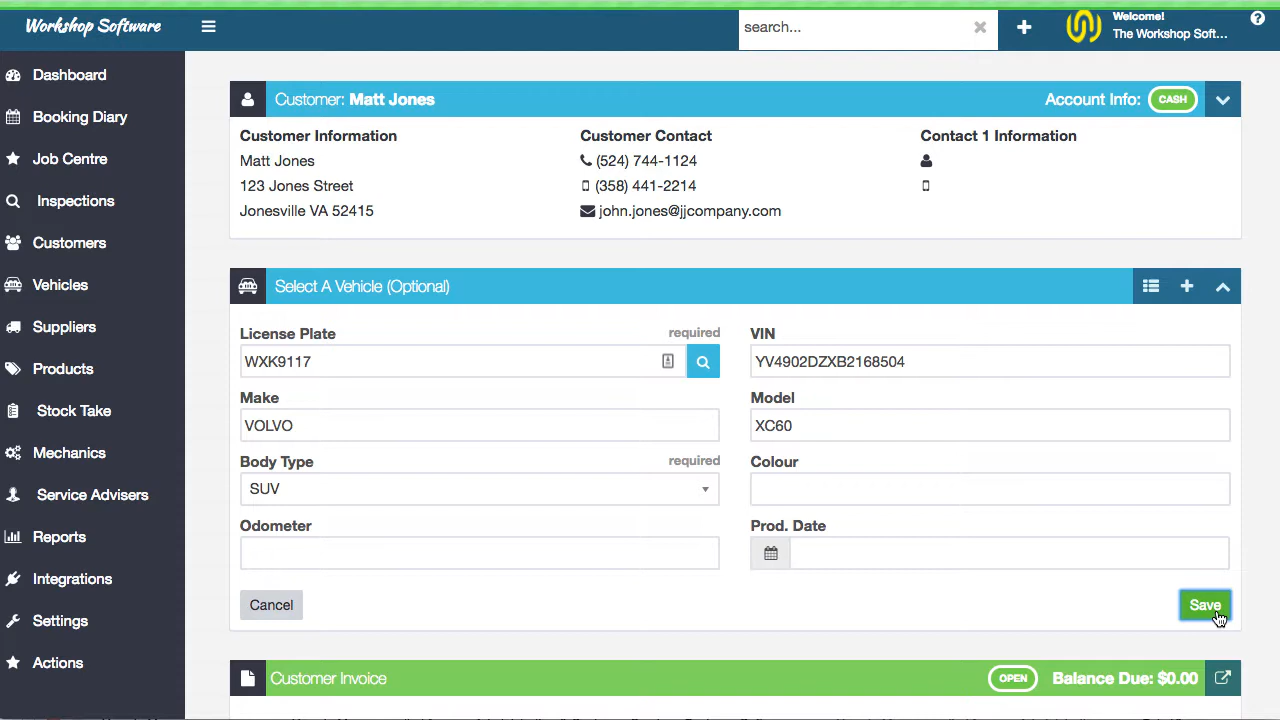 Workshop Software
search...
Welcome!
The Workshop Soft...
Dashboard
Booking Diary
Job Centre
Inspections
Customers
Vehicles
Suppliers
Products
Stock Take
Mechanics
Service Advisers
Reports
Integrations
Settings
Actions
Customer: Matt Jones
Account Info: CASH
Customer Information
Matt Jones
123 Jones Street
Jonesville VA 52415
Customer Contact
(524) 744-1124
(358) 441-2214
john.jones@jjcompany.com
Contact 1 Information
Select A Vehicle (Optional)
License Plate required
WXK9117
VIN
YV4902DZXB2168504
Make
VOLVO
Model
XC60
Body Type required
SUV
Colour
Odometer
Prod. Date
Cancel
Save
Customer Invoice
OPEN
Balance Due: $0.00